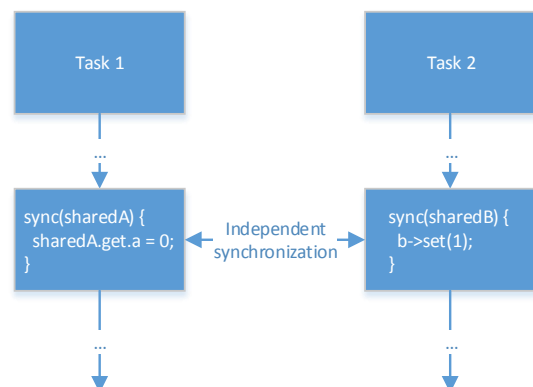 Task 1
Task 2
...
...
sync(sharedA) {
  sharedA.get.a = 0;
}
Independent
synchronization
sync(sharedB) {
  b->set(1);
}
...
...